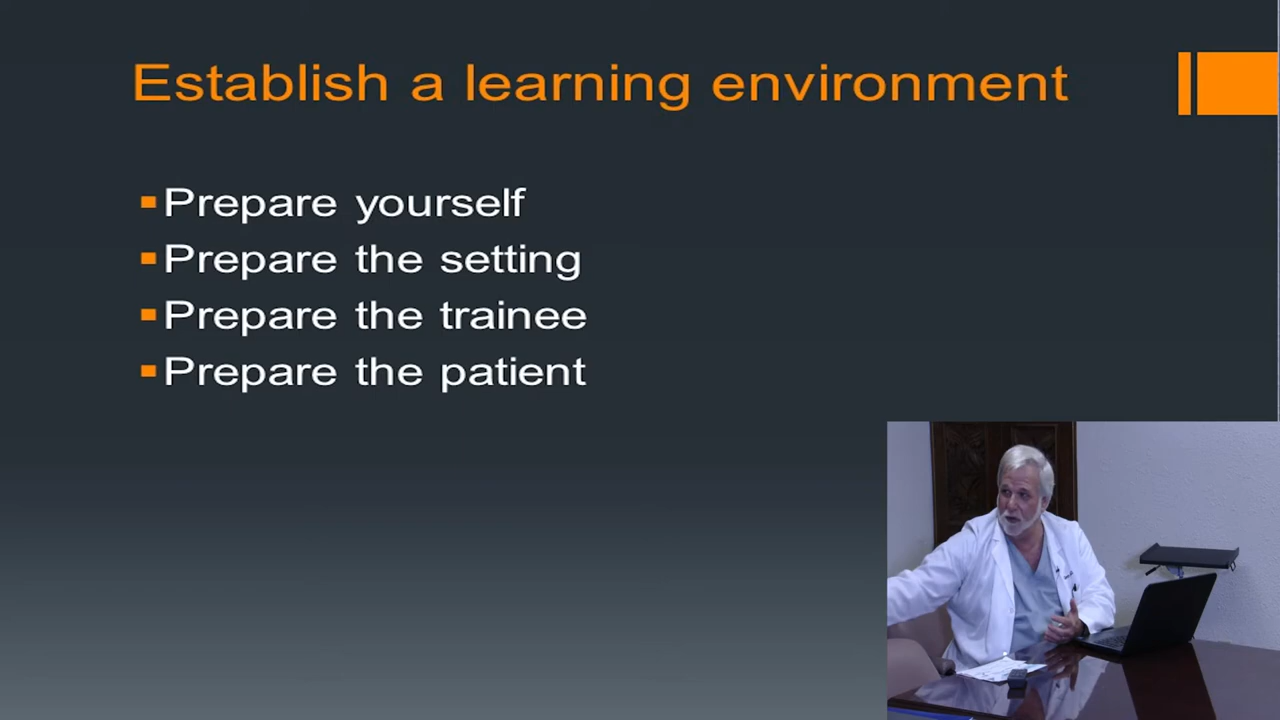 Establish a learning environment
Prepare yourself
Prepare the setting
Prepare the trainee
Prepare the patient